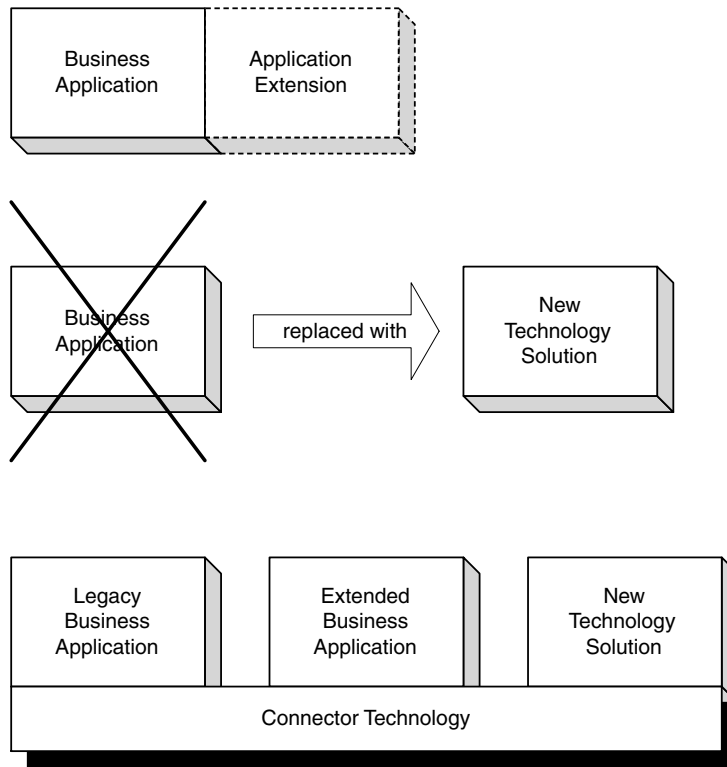 Business
Application
Application
Extension
Business
Application
replaced with
New
Technology
Solution
Legacy
Business
Application
Extended
Business
Application
New
Technology
Solution
Connector Technology